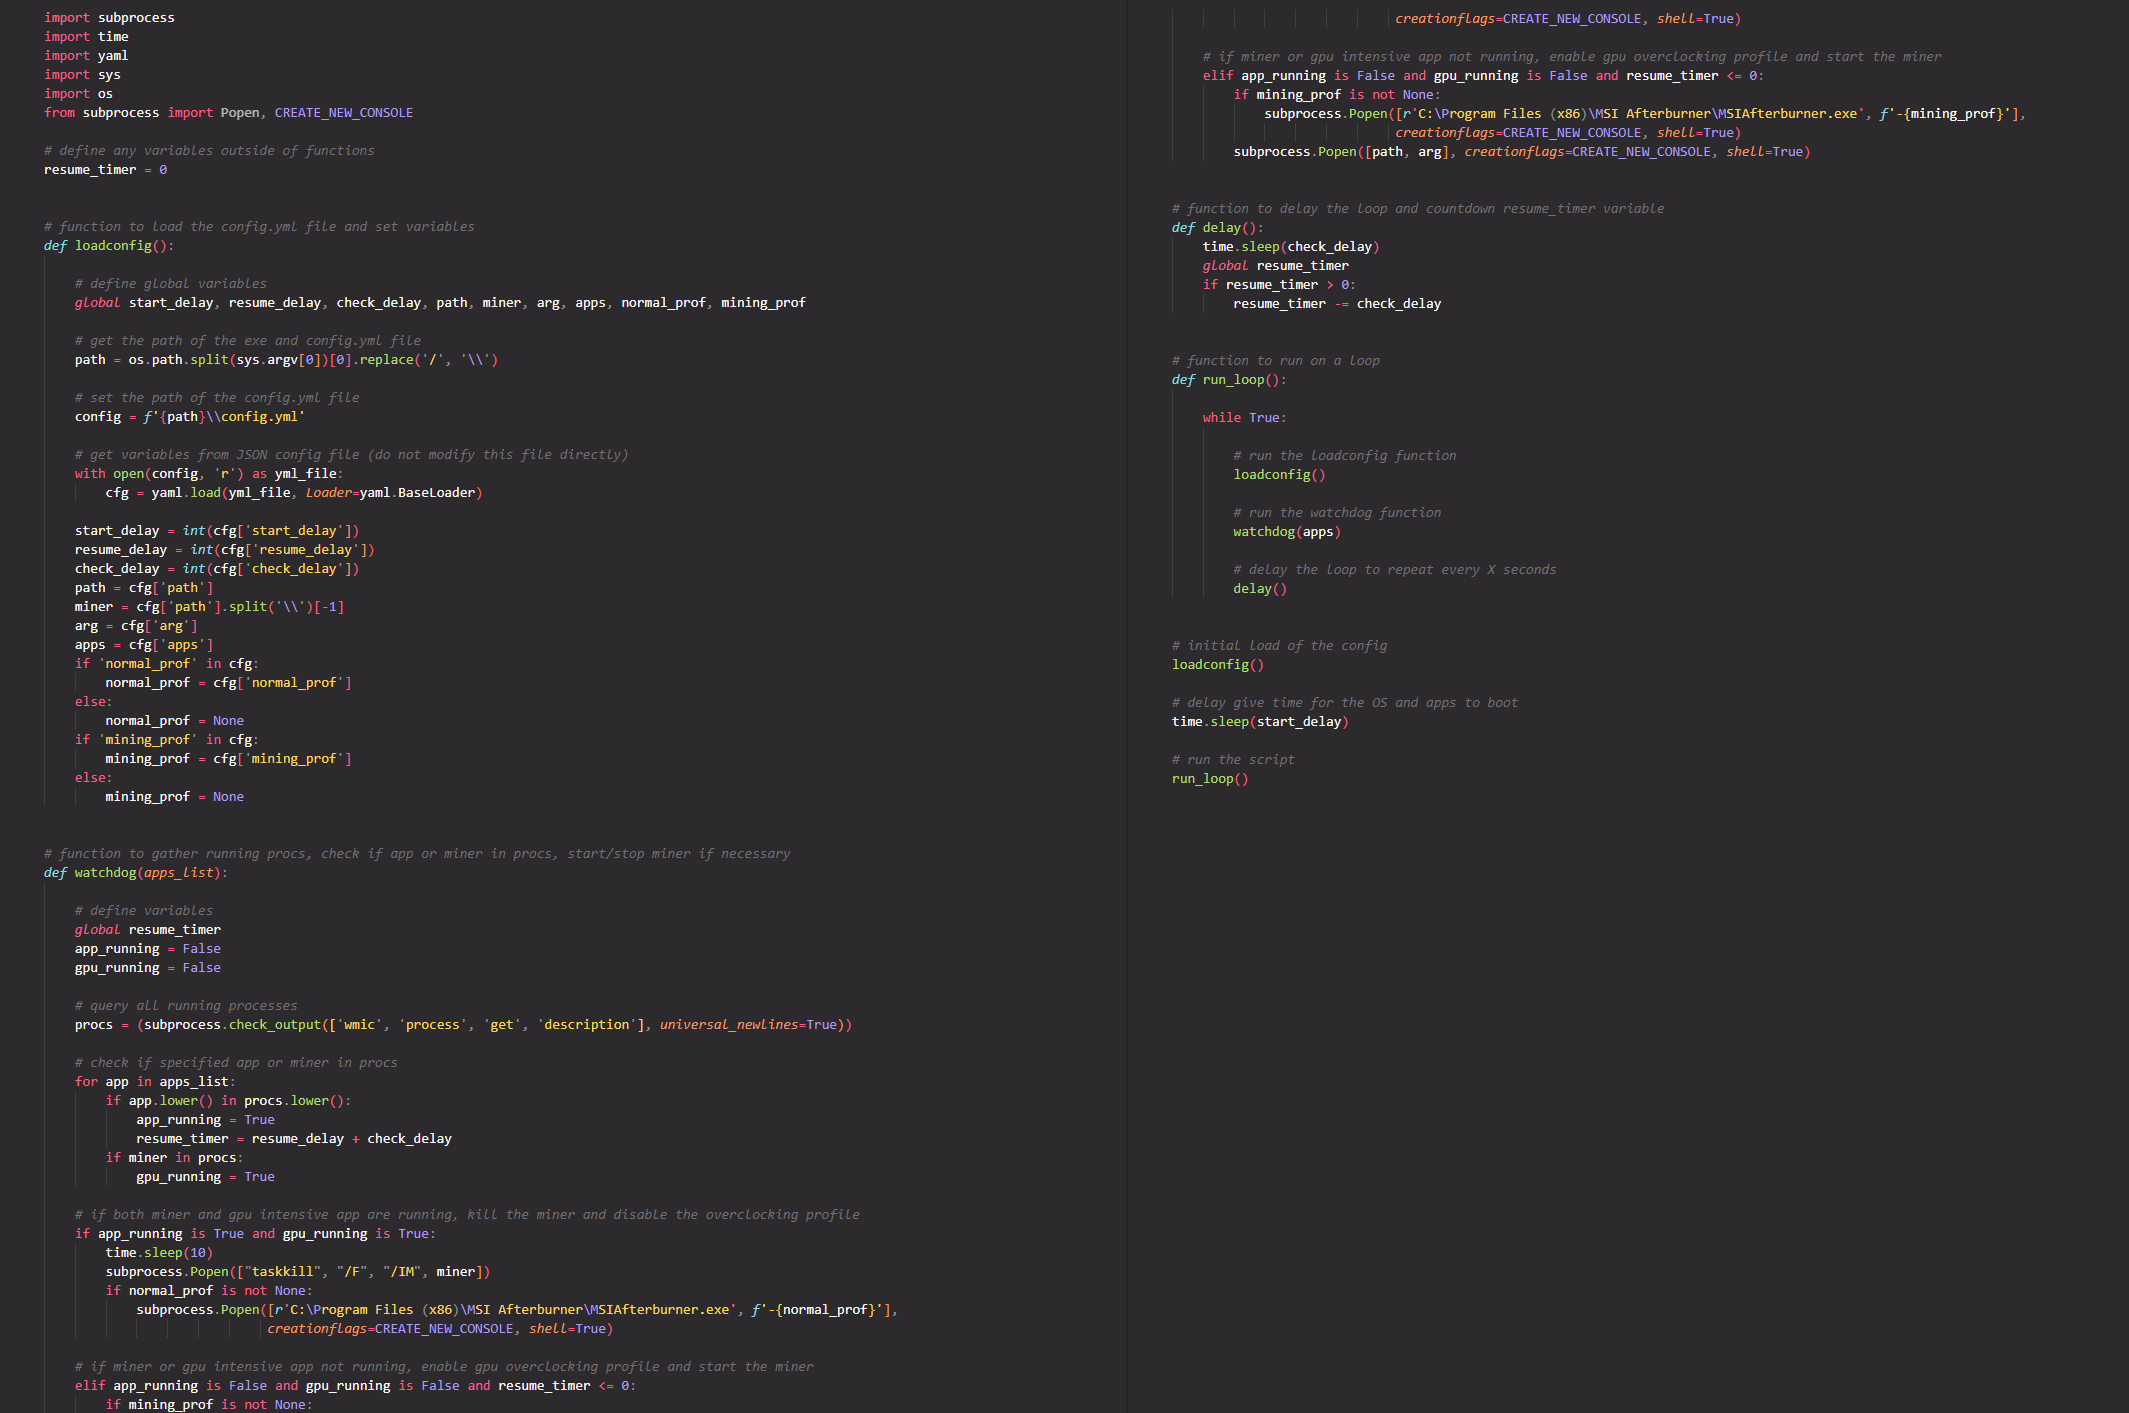 import subprocess
import time
import yaml
import sys
import os
from subprocess import Popen, CREATE_NEW_CONSOLE

# define any variables outside of functions
resume_timer = 0


# function to load the config.yml file and set variables
def loadconfig():

    # define global variables
    global start_delay, resume_delay, check_delay, path, miner, arg, apps, normal_prof, mining_prof

    # get the path of the exe and config.yml file
    path = os.path.split(sys.argv[0])[0].replace('/', '\\')

    # set the path of the config.yml file
    config = f'{path}\\config.yml'

    # get variables from JSON config file (do not modify this file directly)
    with open(config, 'r') as yml_file:
        cfg = yaml.load(yml_file, Loader=yaml.BaseLoader)

    start_delay = int(cfg['start_delay'])
    resume_delay = int(cfg['resume_delay'])
    check_delay = int(cfg['check_delay'])
    path = cfg['path']
    miner = cfg['path'].split('\\')[-1]
    arg = cfg['arg']
    apps = cfg['apps']
    if 'normal_prof' in cfg:
        normal_prof = cfg['normal_prof']
    else:
        normal_prof = None
    if 'mining_prof' in cfg:
        mining_prof = cfg['mining_prof']
    else:
        mining_prof = None


# function to gather running procs, check if app or miner in procs, start/stop miner if necessary
def watchdog(apps_list):

    # define variables
    global resume_timer
    app_running = False
    gpu_running = False

    # query all running processes
    procs = (subprocess.check_output(['wmic', 'process', 'get', 'description'], universal_newlines=True))

    # check if specified app or miner in procs
    for app in apps_list:
        if app.lower() in procs.lower():
            app_running = True
            resume_timer = resume_delay + check_delay
        if miner in procs:
            gpu_running = True

    # if both miner and gpu intensive app are running, kill the miner and disable the overclocking profile
    if app_running is True and gpu_running is True:
        time.sleep(10)
        subprocess.Popen(["taskkill", "/F", "/IM", miner])
        if normal_prof is not None:
            subprocess.Popen([r'C:\Program Files (x86)\MSI Afterburner\MSIAfterburner.exe', f'-{normal_prof}'],
                             creationflags=CREATE_NEW_CONSOLE, shell=True)

    # if miner or gpu intensive app not running, enable gpu overclocking profile and start the miner
    elif app_running is False and gpu_running is False and resume_timer <= 0:
        if mining_prof is not None:
                             creationflags=CREATE_NEW_CONSOLE, shell=True)

    # if miner or gpu intensive app not running, enable gpu overclocking profile and start the miner
    elif app_running is False and gpu_running is False and resume_timer <= 0:
        if mining_prof is not None:
            subprocess.Popen([r'C:\Program Files (x86)\MSI Afterburner\MSIAfterburner.exe', f'-{mining_prof}'],
                             creationflags=CREATE_NEW_CONSOLE, shell=True)
        subprocess.Popen([path, arg], creationflags=CREATE_NEW_CONSOLE, shell=True)


# function to delay the loop and countdown resume_timer variable
def delay():
    time.sleep(check_delay)
    global resume_timer
    if resume_timer > 0:
        resume_timer -= check_delay


# function to run on a loop
def run_loop():

    while True:

        # run the loadconfig function
        loadconfig()

        # run the watchdog function
        watchdog(apps)

        # delay the loop to repeat every X seconds
        delay()


# initial load of the config
loadconfig()

# delay give time for the OS and apps to boot
time.sleep(start_delay)

# run the script
run_loop()